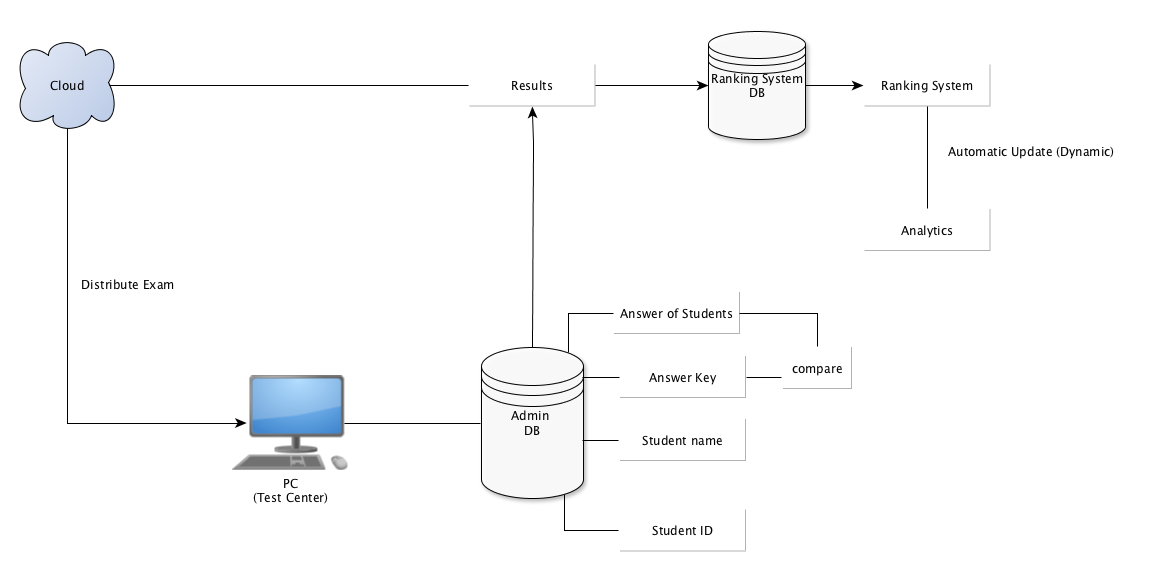 Cloud
Results
Ranking System
DB
Ranking System
Automatic Update (Dynamic)
Analytics
Distribute Exam
Answer of Students
compare
Answer Key
Admin
DB
Student name
PC
(Test Center)
Student ID